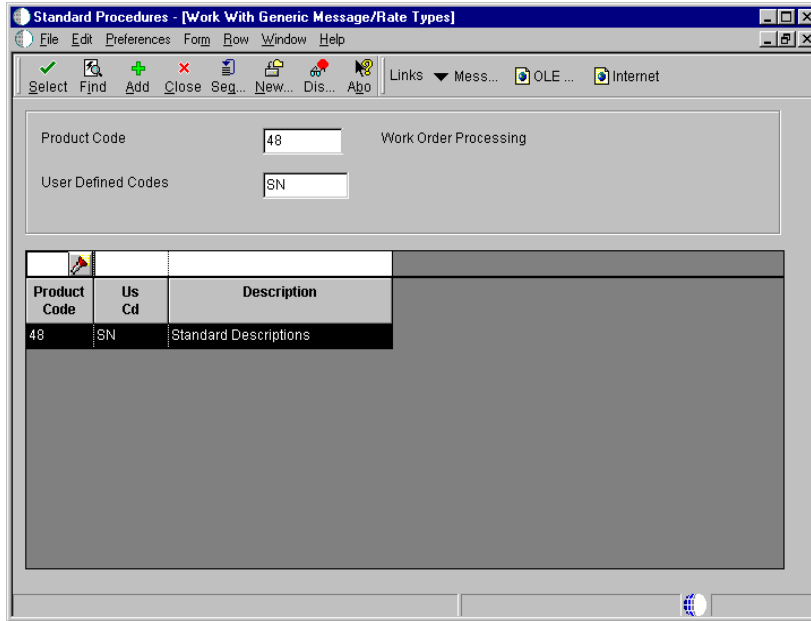 Standard Procedures - [Work With Generic Message/Rate Types]
File Edit Preferences Form Row Window Help
Select Find Add Close Seq... New... Dis... Abo Links Mess... OLE ... Internet
Product Code 48 Work Order Processing
User Defined Codes SN
Product Code Us Cd Description
48 SN Standard Descriptions